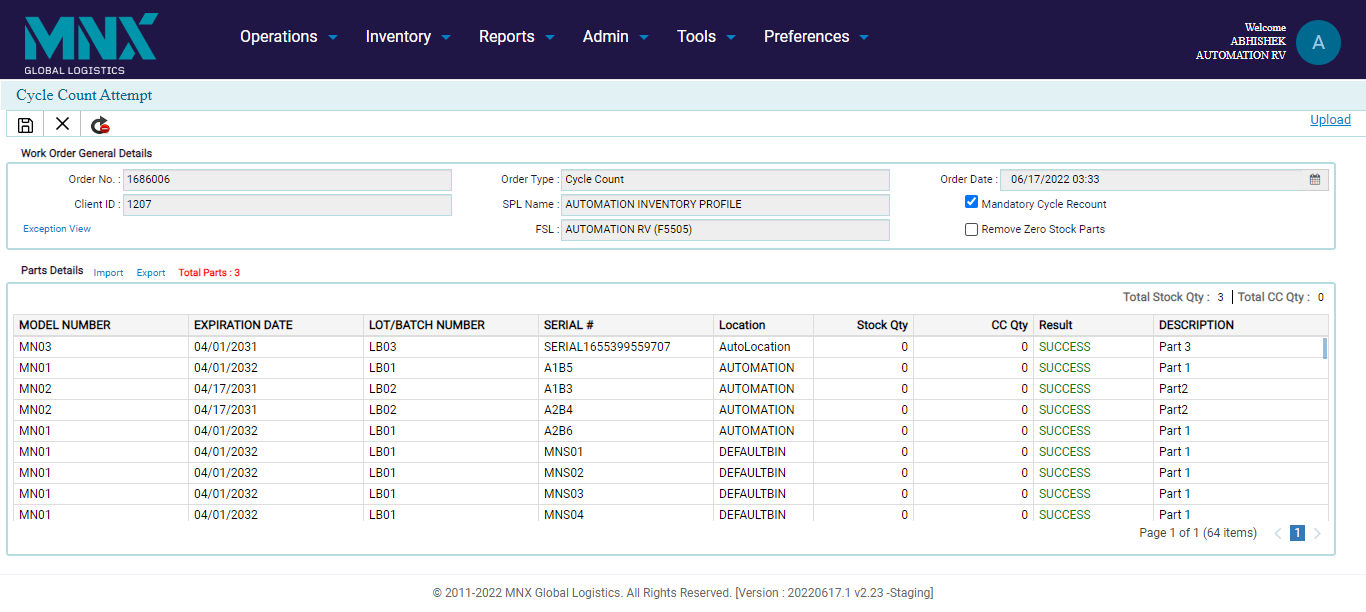 MNX
GLOBAL LOGISTICS
Operations Inventory Reports Admin Tools Preferences
Welcome
ABHISHEK
AUTOMATION RV
A
Cycle Count Attempt
Upload
Work Order General Details
Order No. : 1686006 Order Type : Cycle Count Order Date : 06/17/2022 03:33
Client ID : 1207 SPL Name : AUTOMATION INVENTORY PROFILE Mandatory Cycle Recount
Exception View FSL : AUTOMATION RV (F5505) Remove Zero Stock Parts
Parts Details Import Export Total Parts : 3
Total Stock Qty : 3 | Total CC Qty : 0
MODEL NUMBER EXPIRATION DATE LOT/BATCH NUMBER SERIAL # Location Stock Qty CC Qty Result DESCRIPTION
MN03 04/01/2031 LB03 SERIAL1655399559707 AutoLocation 0 0 SUCCESS Part 3
MN01 04/01/2032 LB01 A1B5 AUTOMATION 0 0 SUCCESS Part 1
MN02 04/17/2031 LB02 A1B3 AUTOMATION 0 0 SUCCESS Part2
MN02 04/17/2031 LB02 A2B4 AUTOMATION 0 0 SUCCESS Part2
MN01 04/01/2032 LB01 A2B6 AUTOMATION 0 0 SUCCESS Part 1
MN01 04/01/2032 LB01 MNS01 DEFAULTBIN 0 0 SUCCESS Part 1
MN01 04/01/2032 LB01 MNS02 DEFAULTBIN 0 0 SUCCESS Part 1
MN01 04/01/2032 LB01 MNS03 DEFAULTBIN 0 0 SUCCESS Part 1
MN01 04/01/2032 LB01 MNS04 DEFAULTBIN 0 0 SUCCESS Part 1
Page 1 of 1 (64 items) 1
© 2011-2022 MNX Global Logistics. All Rights Reserved. [Version : 20220617.1 v2.23 -Staging]